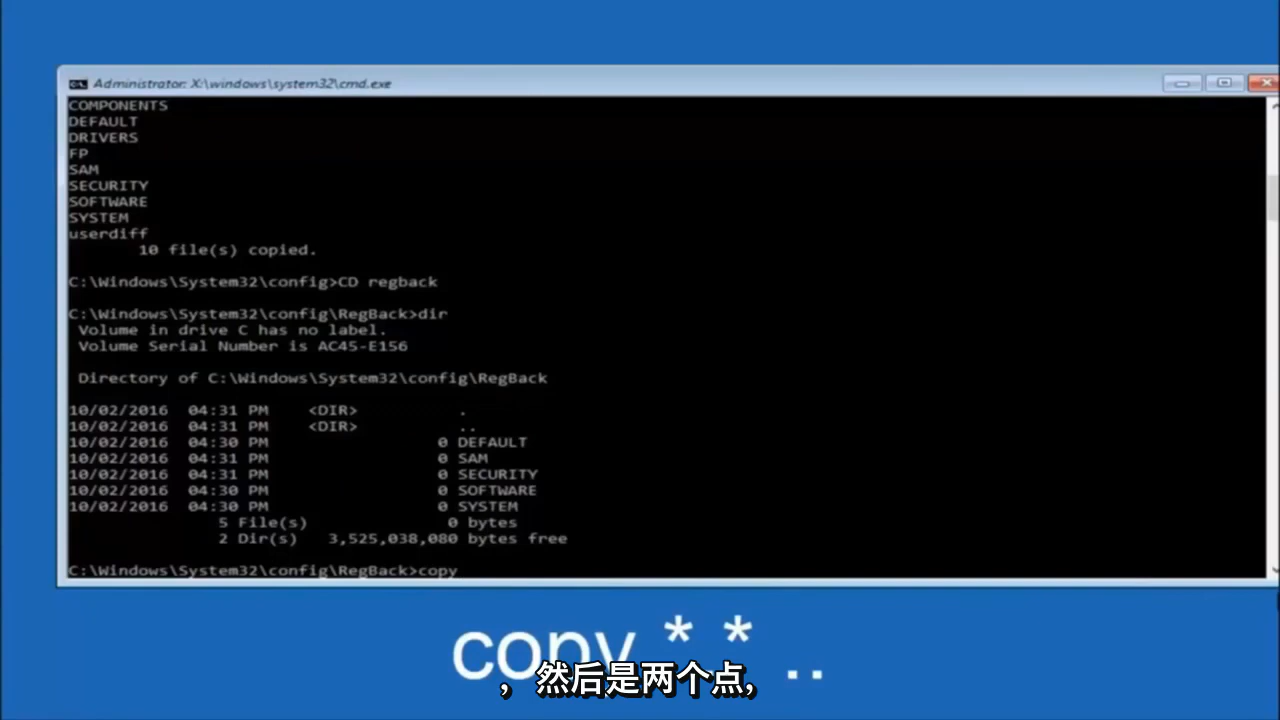 Administrator: X:\windows\system32\cmd.exe
COMPONENTS
DEFAULT
DRIVERS
FP
SAM
SECURITY
SOFTWARE
SYSTEM
userdiff
10 file(s) copied.
C:\Windows\System32\config>CD regback
C:\Windows\System32\config\RegBack>dir
Volume in drive C has no label.
Volume Serial Number is AC45-E156
Directory of C:\Windows\System32\config\RegBack
10/02/2016 04:31 PM <DIR> .
10/02/2016 04:31 PM <DIR> ..
10/02/2016 04:30 PM 0 DEFAULT
10/02/2016 04:31 PM 0 SAM
10/02/2016 04:31 PM 0 SECURITY
10/02/2016 04:30 PM 0 SOFTWARE
10/02/2016 04:30 PM 0 SYSTEM
5 File(s) 0 bytes
2 Dir(s) 3,525,038,080 bytes free
C:\Windows\System32\config\RegBack>copy
copy * * ..
，然后是两个点,